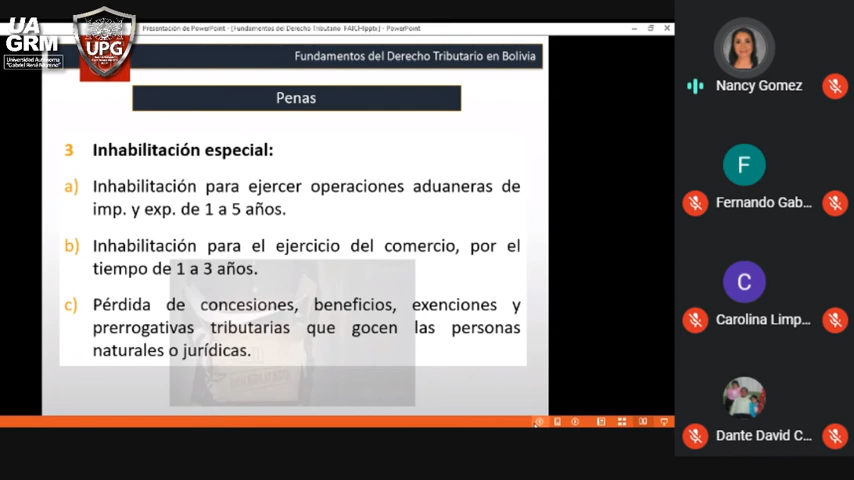 UA
GRM
Universidad Autónoma
"Gabriel René Moreno"
UPG
Presentación de PowerPoint - [Fundamentos del Derecho Tributario FAICHpptx] - PowerPoint
Fundamentos del Derecho Tributario en Bolivia
Penas
3 Inhabilitación especial:
a) Inhabilitación para ejercer operaciones aduaneras de
imp. y exp. de 1 a 5 años.
b) Inhabilitación para el ejercicio del comercio, por el
tiempo de 1 a 3 años.
c) Pérdida de concesiones, beneficios, exenciones y
prerrogativas tributarias que gocen las personas
naturales o jurídicas.
Nancy Gomez
F
Fernando Gab...
C
Carolina Limp...
Dante David C...